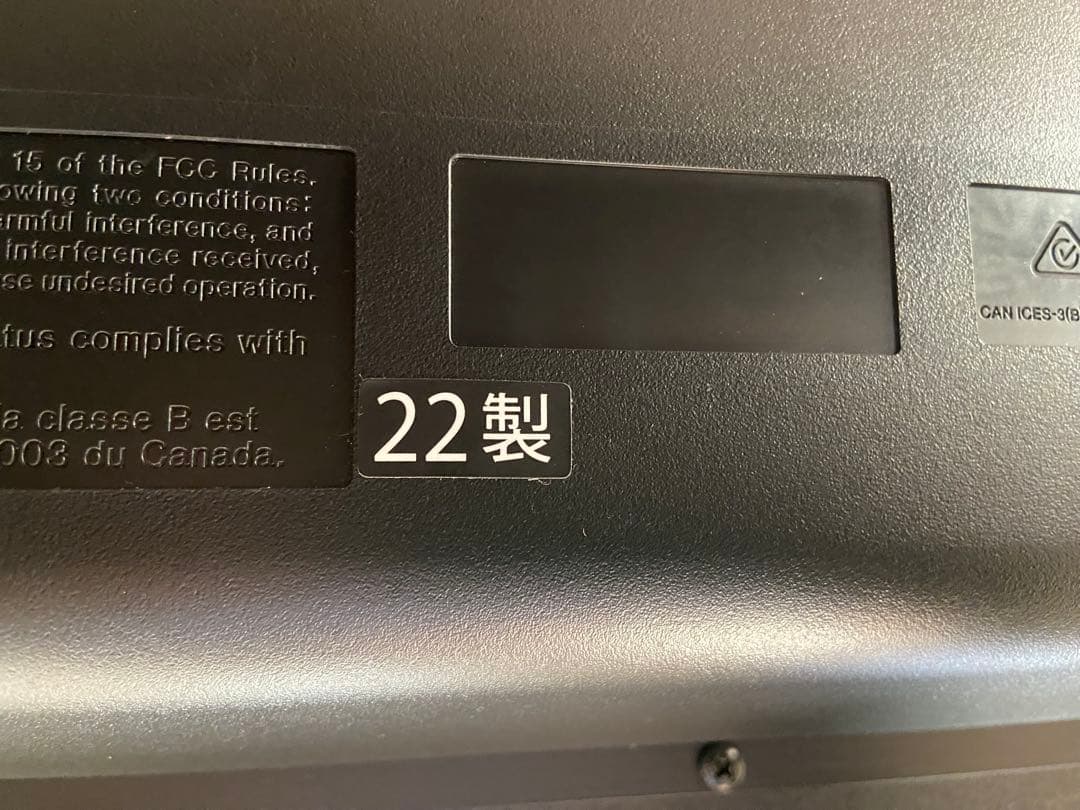 15 of the FCC Rules.
owing two conditions:
armful interference, and
interference received,
se undesired operation.
tus complies with
la classe B est
003 du Canada.
22製
CAN ICES-3(B